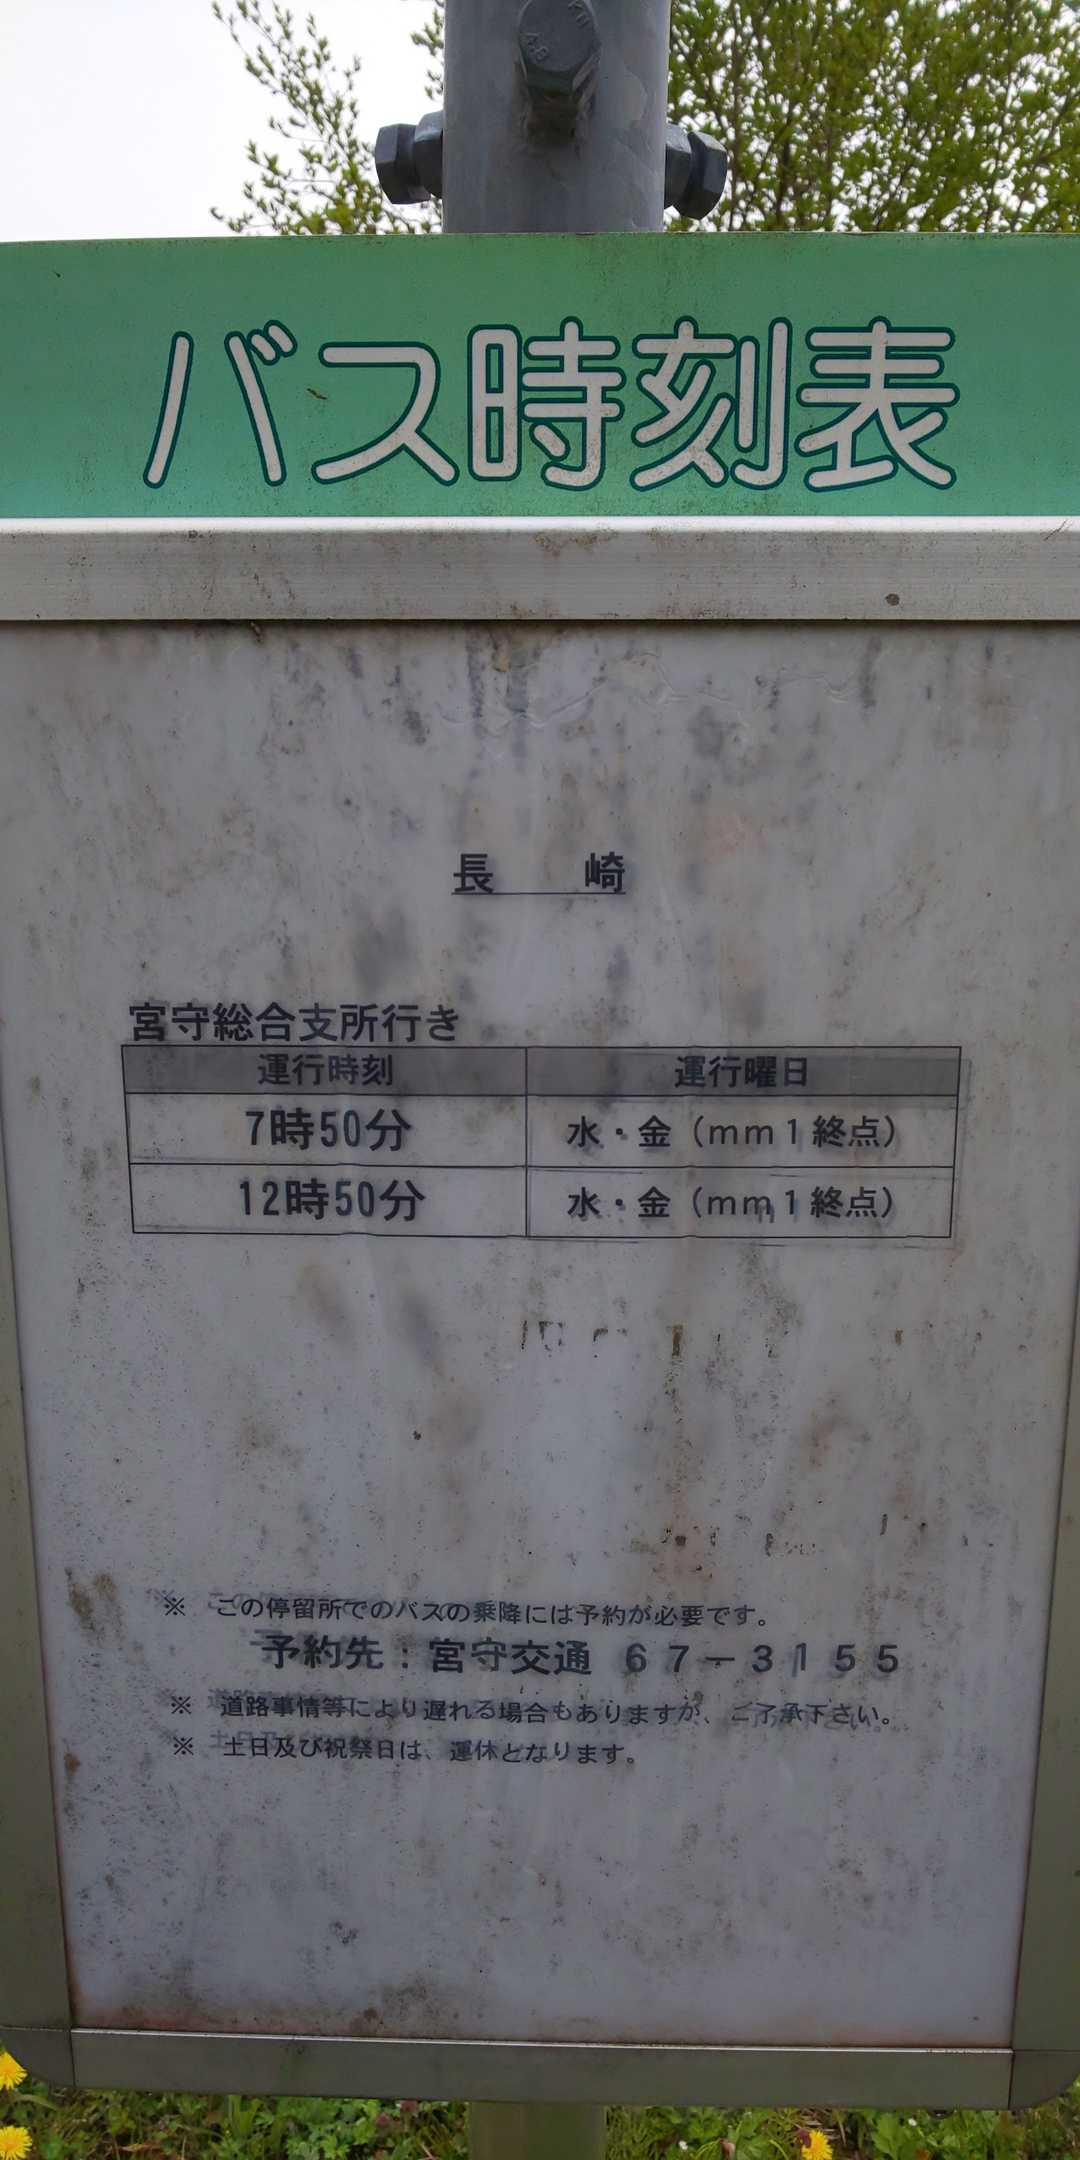 バス時刻表
長　　崎
宮守総合支所行き
運行時刻　運行曜日
7時50分　水・金（ｍｍ１終点）
12時50分　水・金（ｍｍ１終点）
※　この停留所でのバスの乗降には予約が必要です。
予約先：宮守交通　６７－３１５５
※　道路事情等により遅れる場合もありますが、ご了承下さい。
※　土日及び祝祭日は、運休となります。